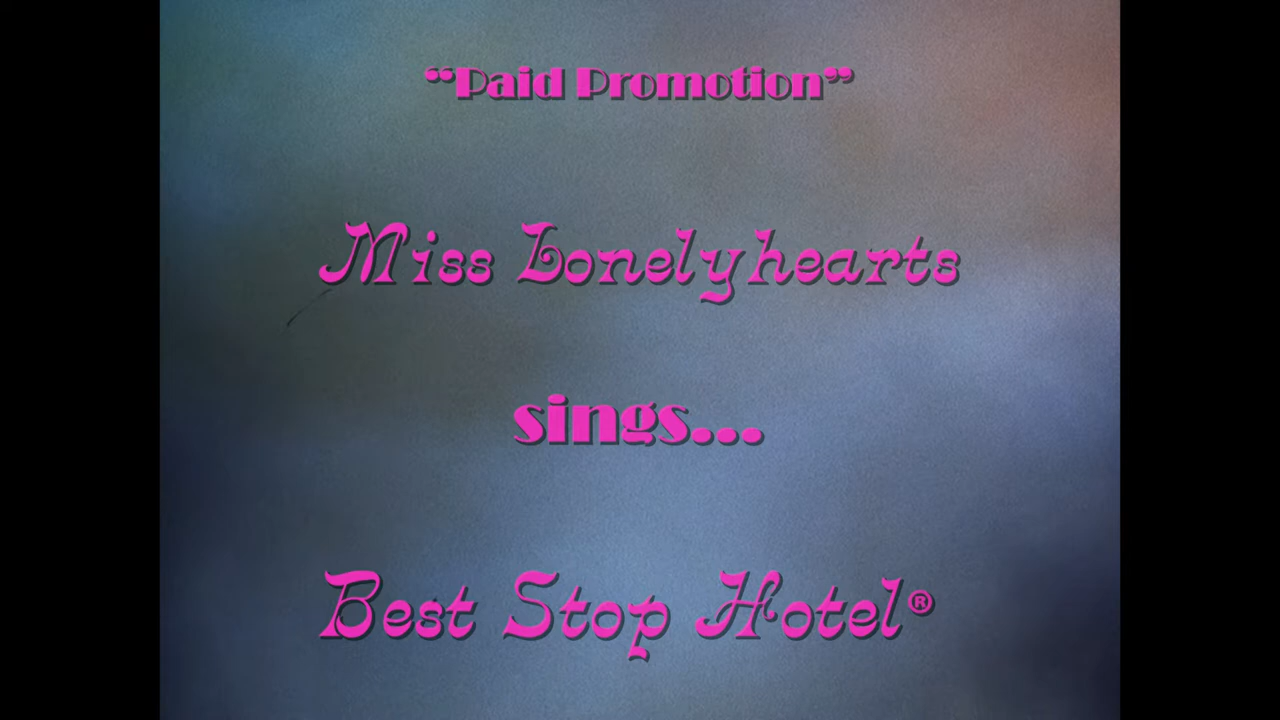 “Paid Promotion”
Miss Lonelyhearts
sings...
Best Stop Hotel®